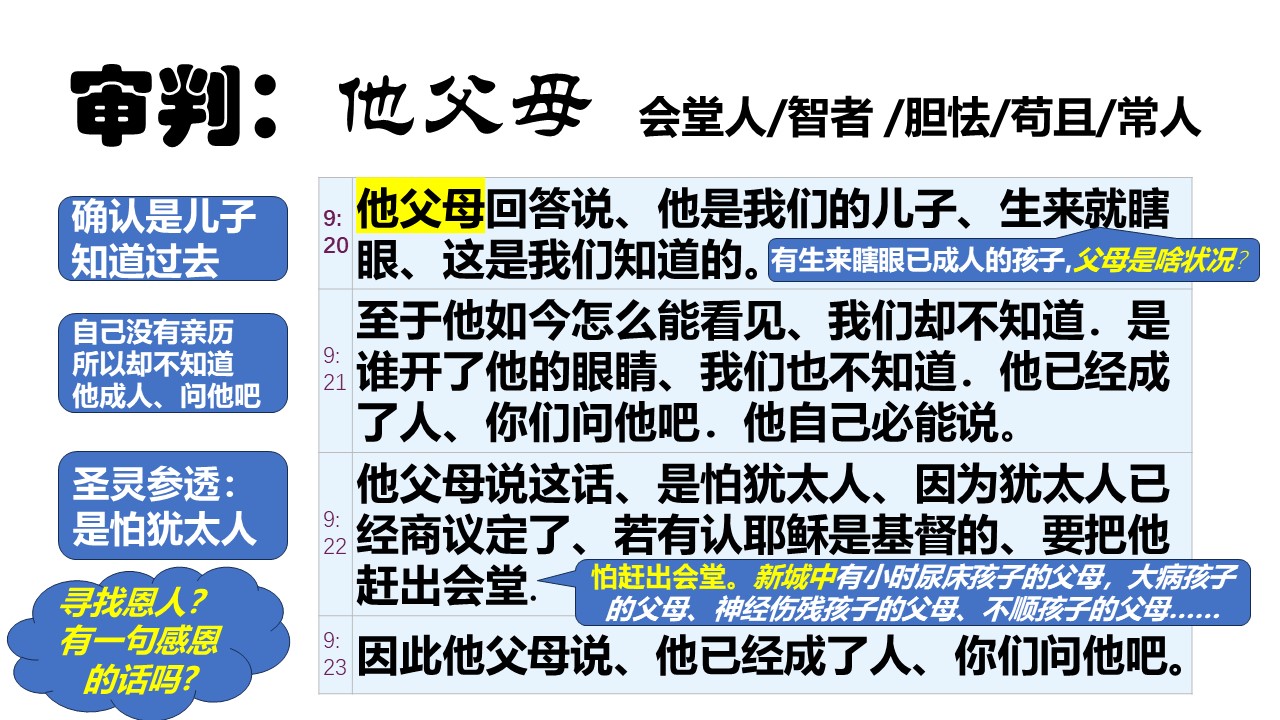 审判：他父母 会堂人/智者 /胆怯/苟且/常人
确认是儿子
知道过去
自己没有亲历
所以却不知道
他成人、问他吧
圣灵参透：
是怕犹太人
寻找恩人？
有一句感恩
的话吗？
9:
20
他父母回答说、他是我们的儿子、生来就瞎
眼、这是我们知道的。
有生来瞎眼已成人的孩子,父母是啥状况？
9:
21
至于他如今怎么能看见、我们却不知道．是
谁开了他的眼睛、我们也不知道．他已经成
了人、你们问他吧．他自己必能说。
9:
22
他父母说这话、是怕犹太人、因为犹太人已
经商议定了、若有认耶稣是基督的、要把他
赶出会堂.
怕赶出会堂。新城中有小时尿床孩子的父母，大病孩子
的父母、神经伤残孩子的父母、不顺孩子的父母……
9:
23
因此他父母说、他已经成了人、你们问他吧。